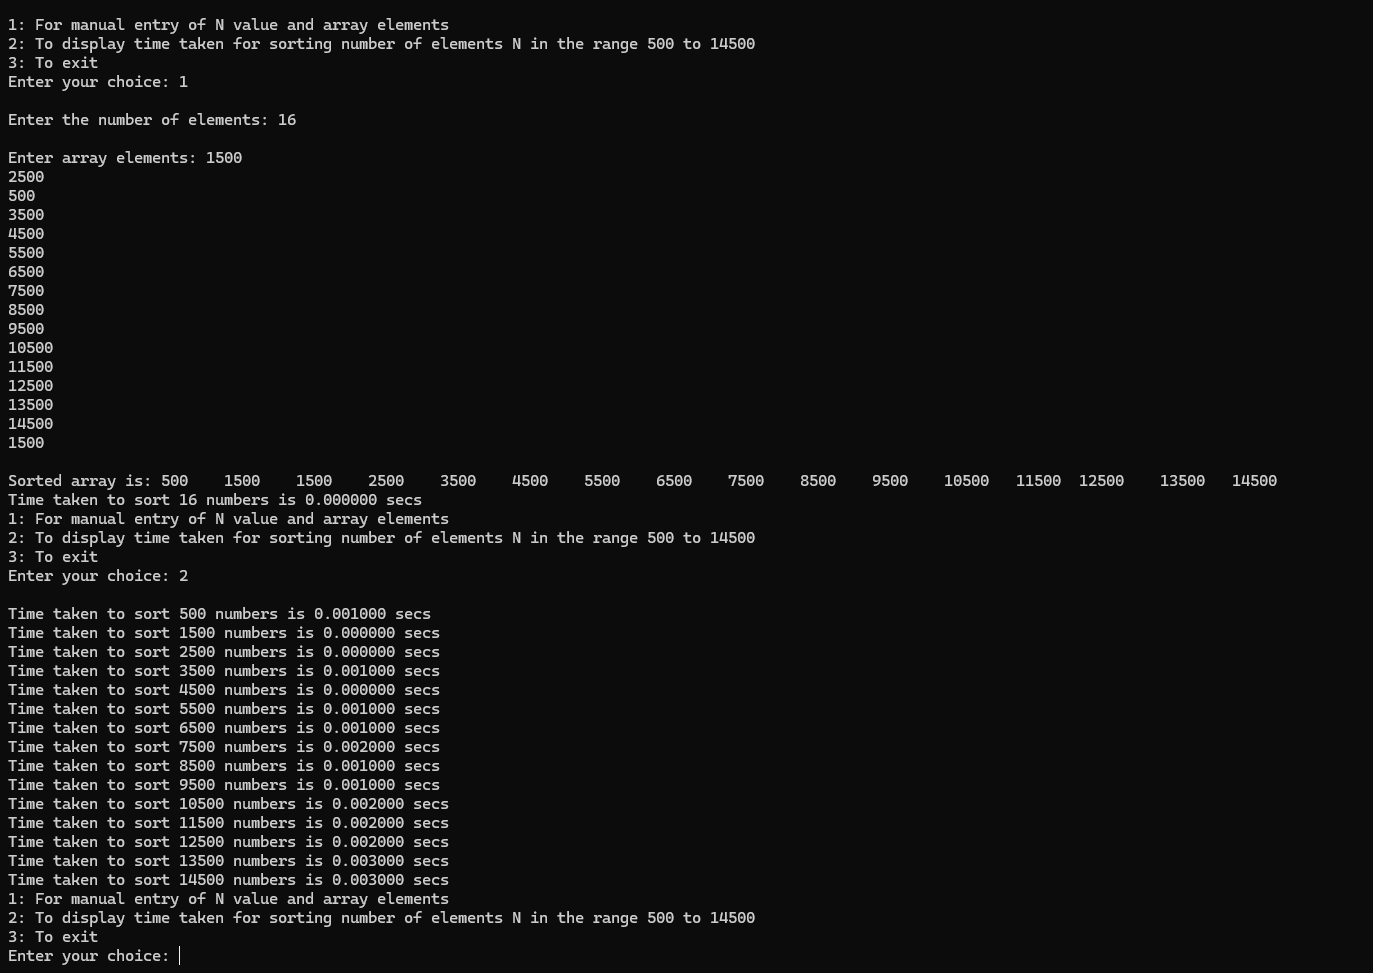 1: For manual entry of N value and array elements
2: To display time taken for sorting number of elements N in the range 500 to 14500
3: To exit
Enter your choice: 1
Enter the number of elements: 16
Enter array elements: 1500
2500
500
3500
4500
5500
6500
7500
8500
9500
10500
11500
12500
13500
14500
1500
Sorted array is: 500    1500    1500    2500    3500    4500    5500    6500    7500    8500    9500    10500   11500  12500    13500   14500
Time taken to sort 16 numbers is 0.000000 secs
1: For manual entry of N value and array elements
2: To display time taken for sorting number of elements N in the range 500 to 14500
3: To exit
Enter your choice: 2
Time taken to sort 500 numbers is 0.001000 secs
Time taken to sort 1500 numbers is 0.000000 secs
Time taken to sort 2500 numbers is 0.000000 secs
Time taken to sort 3500 numbers is 0.001000 secs
Time taken to sort 4500 numbers is 0.000000 secs
Time taken to sort 5500 numbers is 0.001000 secs
Time taken to sort 6500 numbers is 0.001000 secs
Time taken to sort 7500 numbers is 0.002000 secs
Time taken to sort 8500 numbers is 0.001000 secs
Time taken to sort 9500 numbers is 0.001000 secs
Time taken to sort 10500 numbers is 0.002000 secs
Time taken to sort 11500 numbers is 0.002000 secs
Time taken to sort 12500 numbers is 0.002000 secs
Time taken to sort 13500 numbers is 0.003000 secs
Time taken to sort 14500 numbers is 0.003000 secs
1: For manual entry of N value and array elements
2: To display time taken for sorting number of elements N in the range 500 to 14500
3: To exit
Enter your choice: